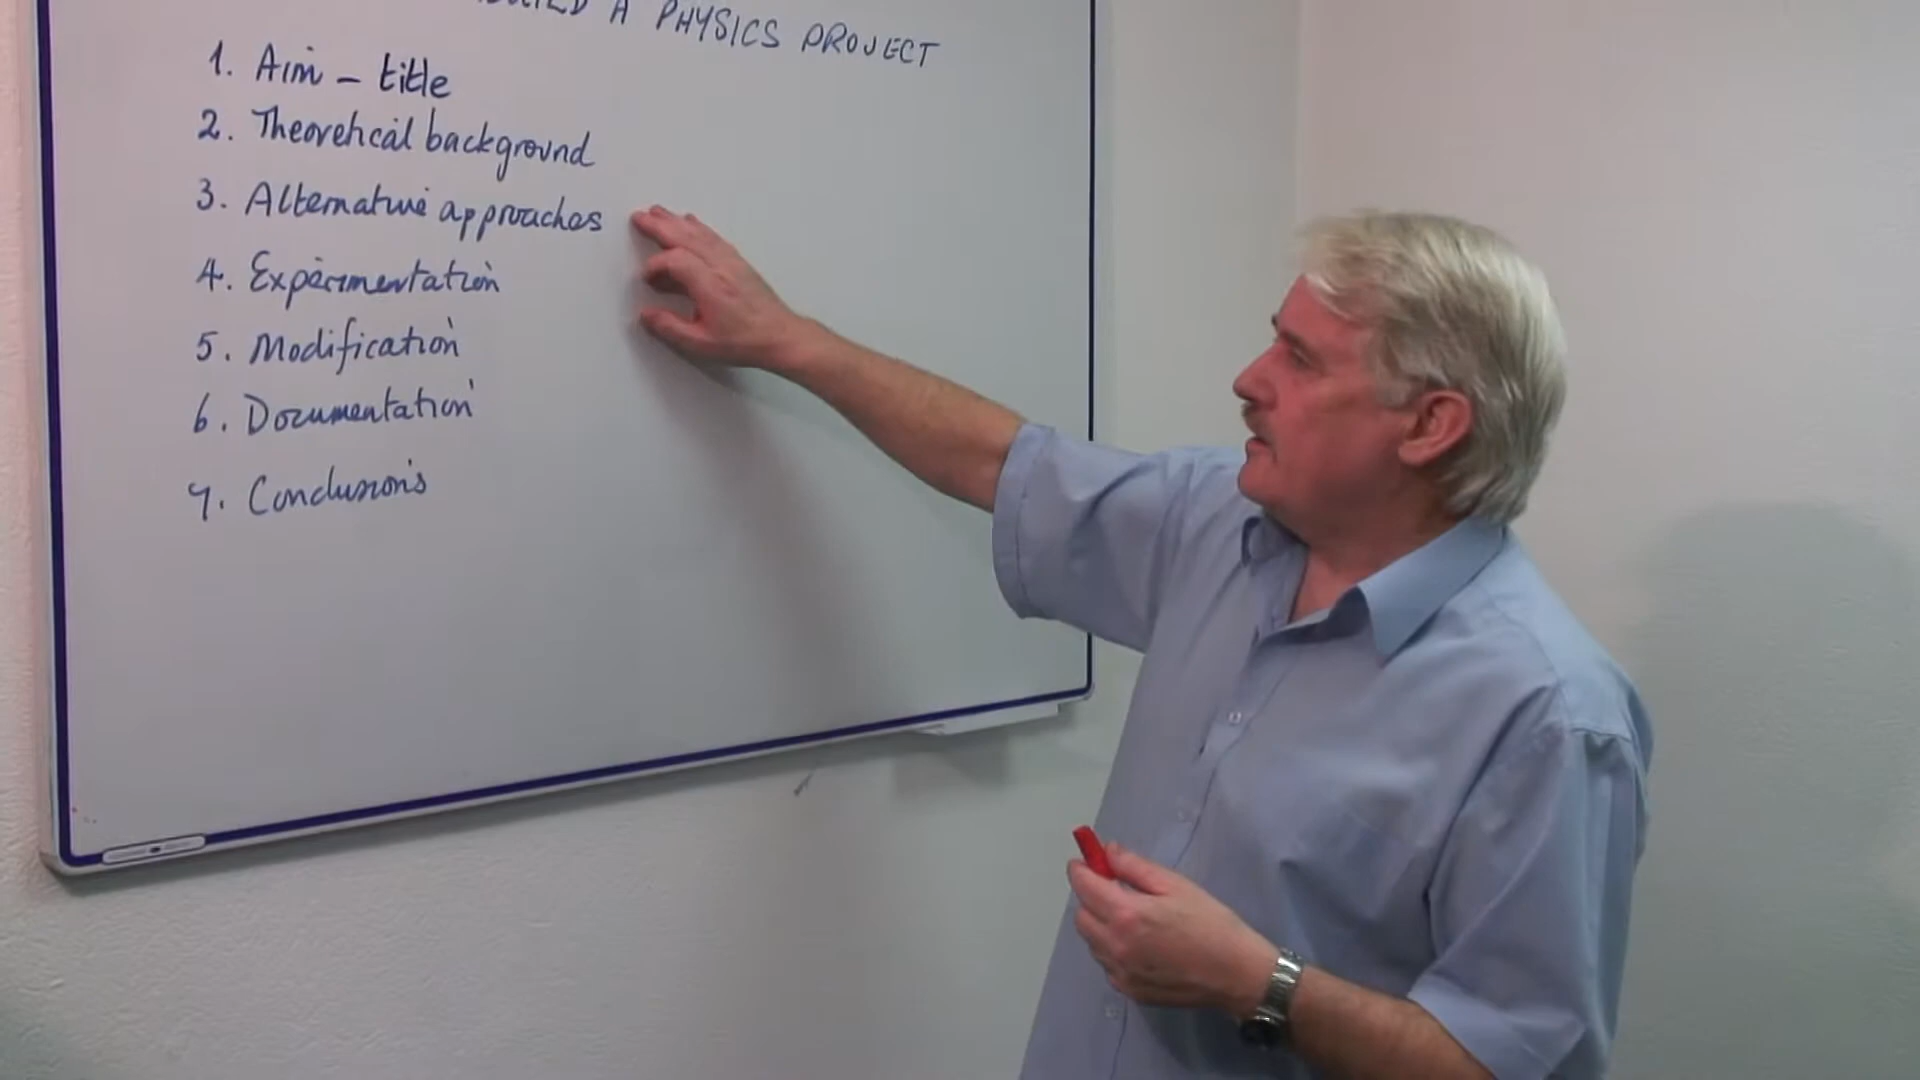 BUILD A PHYSICS PROJECT
1. Aim - title
2. Theoretical background
3. Alternative approaches
4. Experimentation
5. Modification
6. Documentation
7. Conclusions